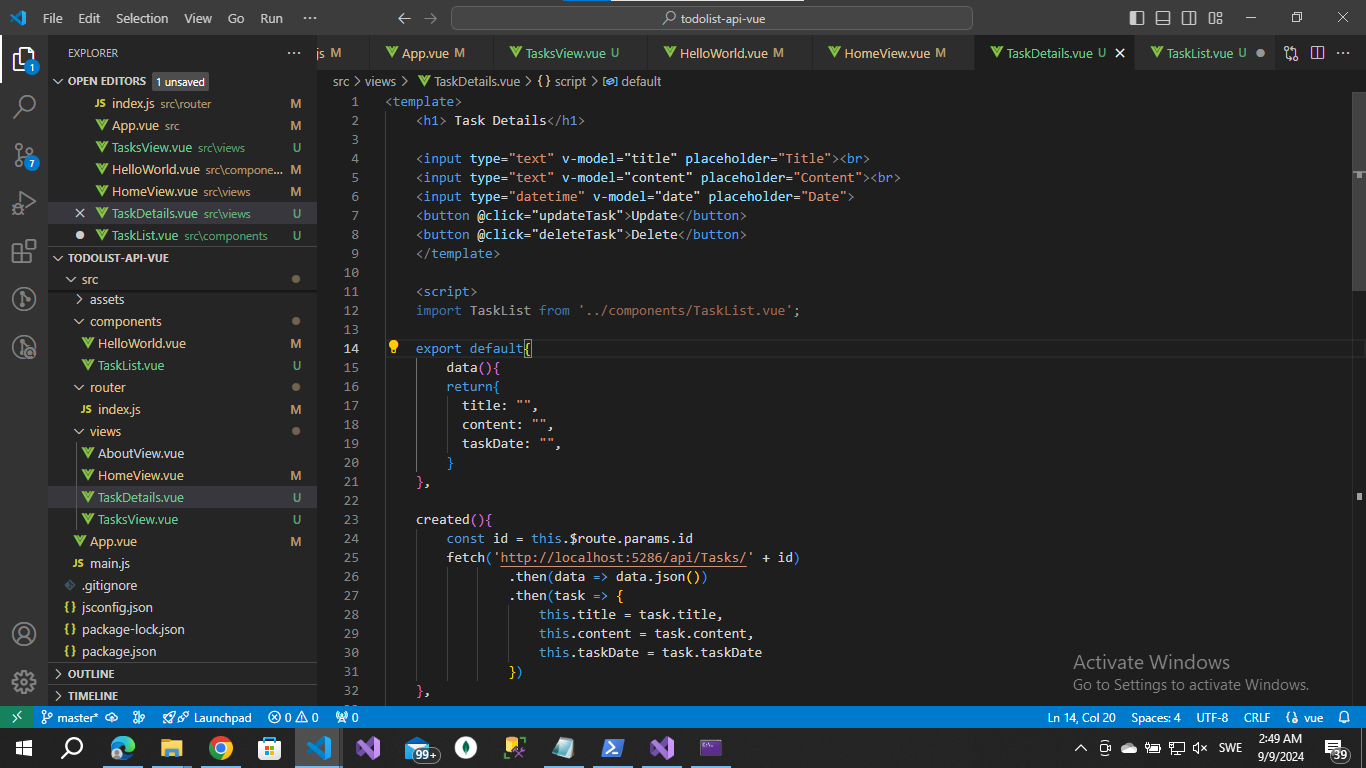 File Edit Selection View Go Run ··· todolist-api-vue
EXPLORER ···
OPEN EDITORS 1 unsaved
JS index.js src\router M
App.vue src M
TasksView.vue src\views U
HelloWorld.vue src\compone... M
HomeView.vue src\views M
TaskDetails.vue src\views U
TaskList.vue src\components U
TODOLIST-API-VUE
src
assets
components
HelloWorld.vue M
TaskList.vue U
router
JS index.js M
views
AboutView.vue
HomeView.vue M
TaskDetails.vue U
TasksView.vue U
App.vue M
JS main.js
.gitignore
{} jsconfig.json
{} package-lock.json
{} package.json
OUTLINE
TIMELINE
1
7
js M App.vue M TasksView.vue U HelloWorld.vue M HomeView.vue M TaskDetails.vue U TaskList.vue U
src > views > TaskDetails.vue > {} script > default
1 <template>
2 <h1> Task Details</h1>
3
4 <input type="text" v-model="title" placeholder="Title"><br>
5 <input type="text" v-model="content" placeholder="Content"><br>
6 <input type="datetime" v-model="date" placeholder="Date">
7 <button @click="updateTask">Update</button>
8 <button @click="deleteTask">Delete</button>
9 </template>
10
11 <script>
12 import TaskList from '../components/TaskList.vue';
13
14 export default{
15 data(){
16 return{
17 title: "",
18 content: "",
19 taskDate: "",
20 }
21 },
22
23 created(){
24 const id = this.$route.params.id
25 fetch('http://localhost:5286/api/Tasks/' + id)
26 .then(data => data.json())
27 .then(task => {
28 this.title = task.title,
29 this.content = task.content,
30 this.taskDate = task.taskDate
31 })
32 },
Activate Windows
Go to Settings to activate Windows.
master* Launchpad 0 0 0 Ln 14, Col 20 Spaces: 4 UTF-8 CRLF {} vue
99+ SWE 2:49 AM
9/9/2024
39